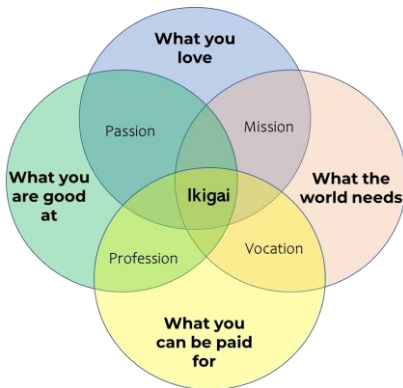 What you
love
Passion
Mission
What you
are good
at
Ikigai
What the
world needs
Profession
Vocation
What you
can be paid
for